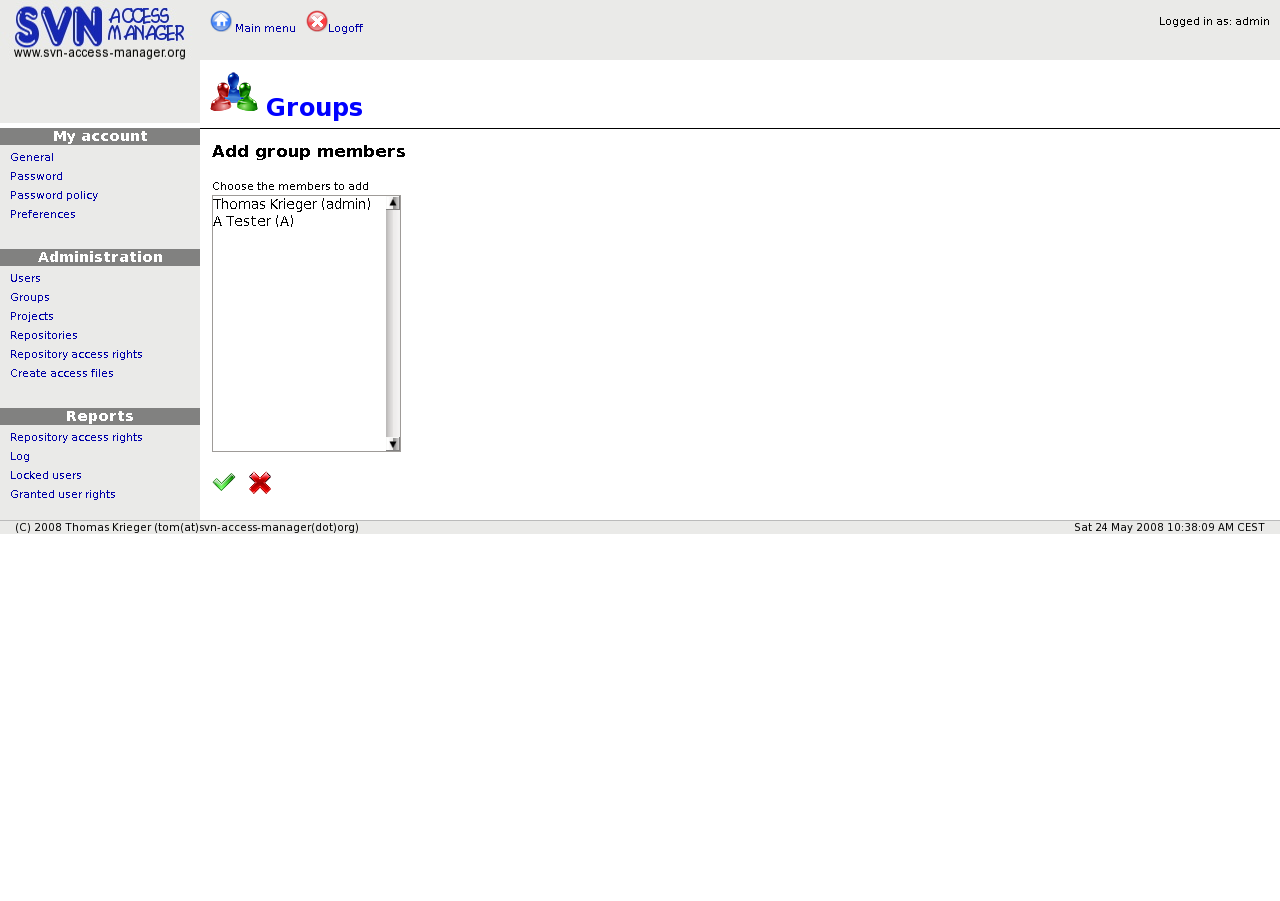 SVN ACCESS MANAGER
www.svn-access-manager.org
Main menu Logoff
Logged in as: admin
Groups
My account
General
Password
Password policy
Preferences
Administration
Users
Groups
Projects
Repositories
Repository access rights
Create access files
Reports
Repository access rights
Log
Locked users
Granted user rights
Add group members
Choose the members to add
Thomas Krieger (admin)
A Tester (A)
(C) 2008 Thomas Krieger (tom(at)svn-access-manager(dot)org)
Sat 24 May 2008 10:38:09 AM CEST